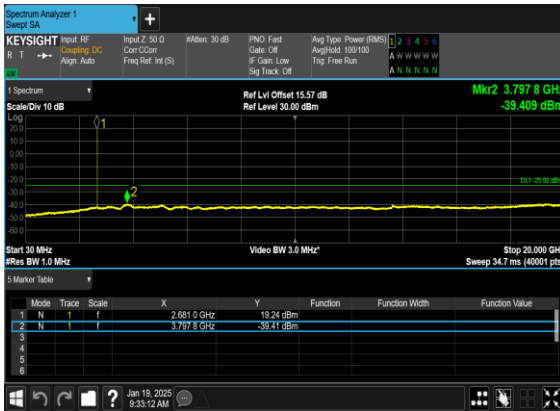 Spectrum Analyzer 1
Swept SA
+
KEYSIGHT Input: RF Input Z: 50 Ω #Atten: 30 dB PNO: Fast Avg Type: Power (RMS) 1 2 3 4 5 6
R T Coupling: DC Corr CCorr Gate: Off Avg|Hold: 100/100 A W W W W W
Align: Auto Freq Ref: Int (S) IF Gain: Low Trig: Free Run
Sig Track: Off A N N N N N
LXI
1 Spectrum Ref Lvl Offset 15.57 dB Mkr2 3.797 8 GHz
Scale/Div 10 dB Ref Level 30.00 dBm -39.409 dBm
Log
1
20.0
10.0
0.00
-10.0
-20.0
DL1 -25.00 dBm
-30.0
2
-40.0
-50.0
-60.0
Start 30 MHz Video BW 3.0 MHz* Stop 20.000 GHz
#Res BW 1.0 MHz Sweep 34.7 ms (40001 pts)
5 Marker Table
Mode Trace Scale X Y Function Function Width Function Value
1 N 1 f 2.681 0 GHz 19.24 dBm
2 N 1 f 3.797 8 GHz -39.41 dBm
3
4
5
6
? Jan 19, 2025
9:33:12 AM